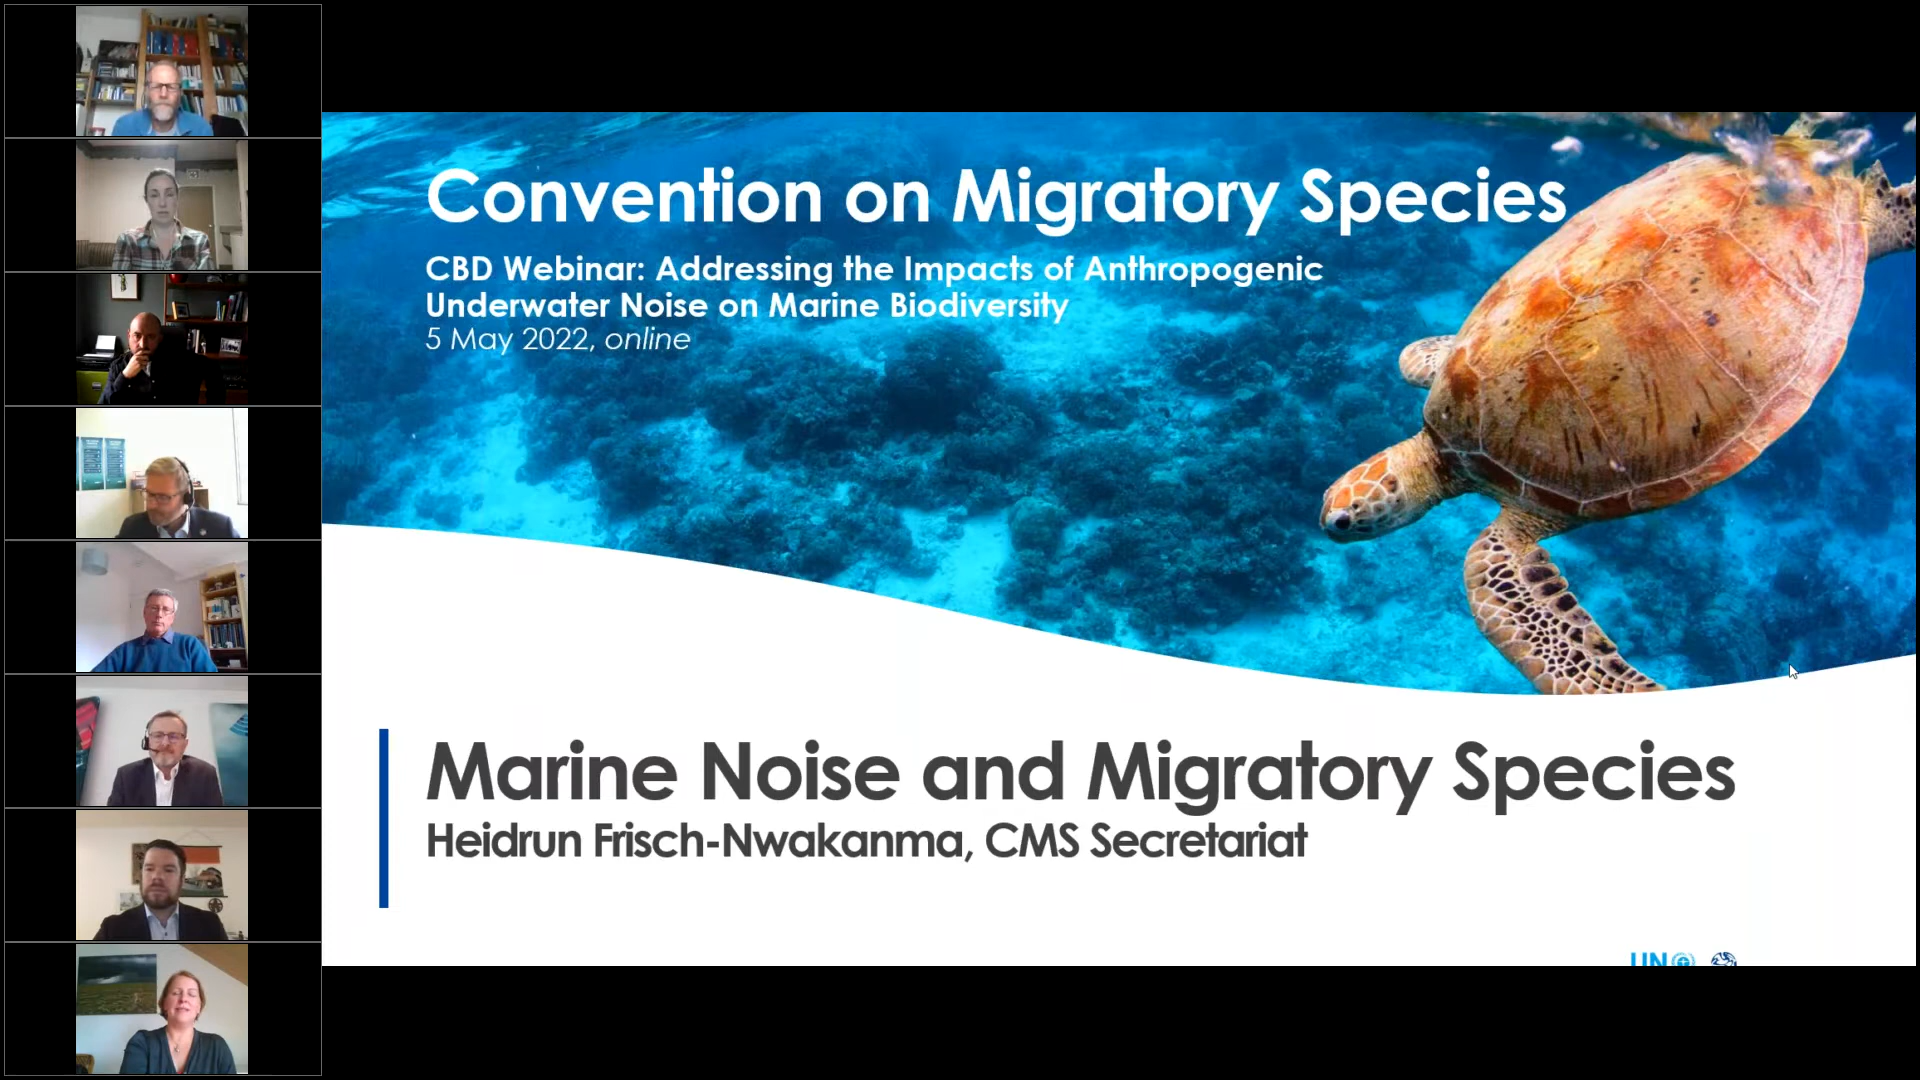 Convention on Migratory Species
CBD Webinar: Addressing the Impacts of Anthropogenic
Underwater Noise on Marine Biodiversity
5 May 2022, online
Marine Noise and Migratory Species
Heidrun Frisch-Nwakanma, CMS Secretariat
UN